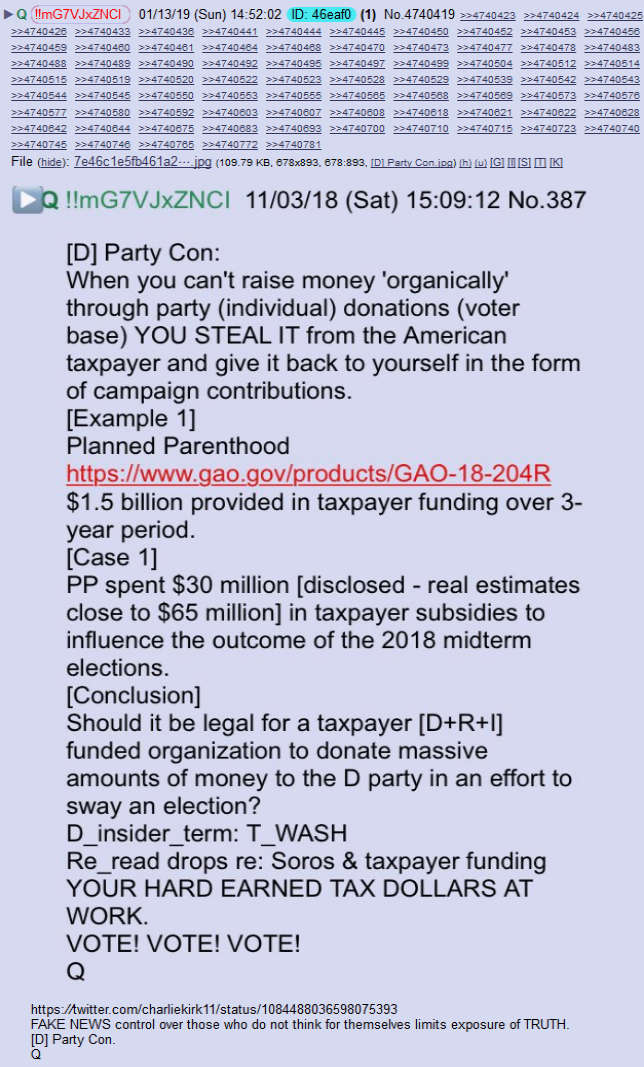 ▶ Q !!mG7VJxZNCI 01/13/19 (Sun) 14:52:02 ID: 46eaf0 (1) No.4740419 >>4740423 >>4740424 >>4740425
>>4740426 >>4740433 >>4740436 >>4740441 >>4740444 >>4740445 >>4740450 >>4740452 >>4740453 >>4740456
>>4740459 >>4740460 >>4740461 >>4740464 >>4740468 >>4740470 >>4740473 >>4740477 >>4740478 >>4740483
>>4740488 >>4740489 >>4740490 >>4740492 >>4740495 >>4740497 >>4740499 >>4740504 >>4740512 >>4740514
>>4740515 >>4740519 >>4740520 >>4740522 >>4740523 >>4740528 >>4740529 >>4740539 >>4740542 >>4740543
>>4740544 >>4740545 >>4740550 >>4740553 >>4740555 >>4740565 >>4740568 >>4740569 >>4740573 >>4740576
>>4740577 >>4740580 >>4740592 >>4740603 >>4740607 >>4740608 >>4740618 >>4740621 >>4740622 >>4740628
>>4740642 >>4740644 >>4740675 >>4740683 >>4740693 >>4740700 >>4740710 >>4740715 >>4740723 >>4740740
>>4740745 >>4740746 >>4740765 >>4740772 >>4740781
File (hide): 7e46c1e5fb461a2⋯.jpg (109.79 KB, 678x893, 678:893, [D] Party Con.jpg) (h) (u) [G] [I] [S] [T] [K]
Q !!mG7VJxZNCI 11/03/18 (Sat) 15:09:12 No.387
[D] Party Con:
When you can't raise money 'organically'
through party (individual) donations (voter
base) YOU STEAL IT from the American
taxpayer and give it back to yourself in the form
of campaign contributions.
[Example 1]
Planned Parenthood
https://www.gao.gov/products/GAO-18-204R
$1.5 billion provided in taxpayer funding over 3-
year period.
[Case 1]
PP spent $30 million [disclosed - real estimates
close to $65 million] in taxpayer subsidies to
influence the outcome of the 2018 midterm
elections.
[Conclusion]
Should it be legal for a taxpayer [D+R+I]
funded organization to donate massive
amounts of money to the D party in an effort to
sway an election?
D_insider_term: T_WASH
Re_read drops re: Soros & taxpayer funding
YOUR HARD EARNED TAX DOLLARS AT
WORK.
VOTE! VOTE! VOTE!
Q
https://twitter.com/charliekirk11/status/1084488036598075393
FAKE NEWS control over those who do not think for themselves limits exposure of TRUTH.
[D] Party Con.
Q